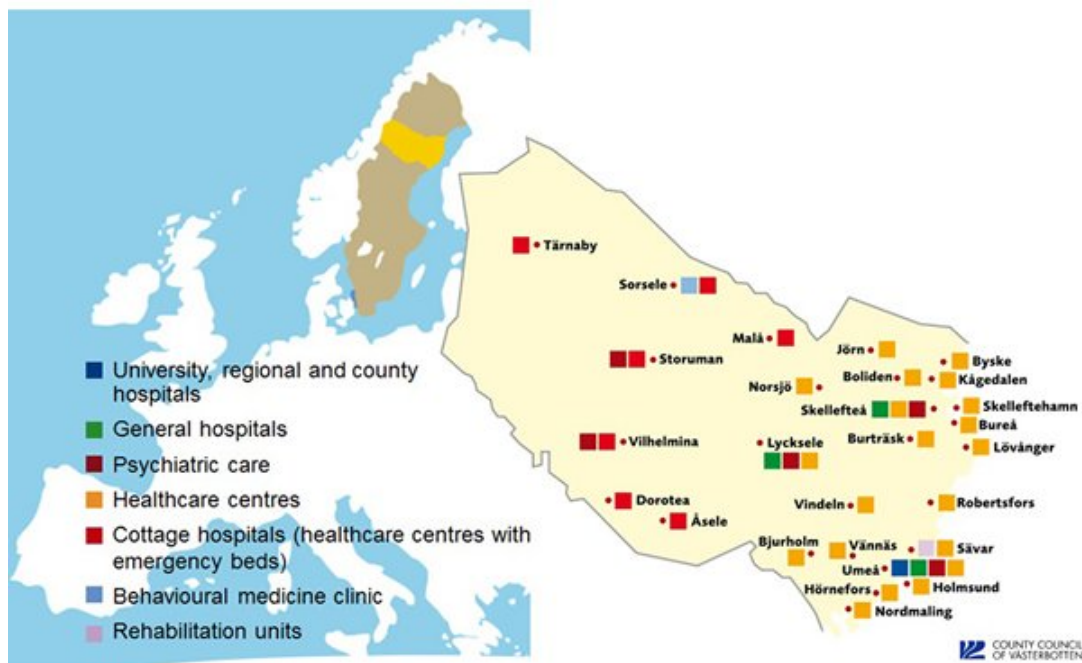 University, regional and county
hospitals
General hospitals
Psychiatric care
Healthcare centres
Cottage hospitals (healthcare centres with
emergency beds)
Behavioural medicine clinic
Rehabilitation units
Tärnaby
Sorsele
Malå
Storuman
Jörn
Byske
Boliden
Kågedalen
Norsjö
Skellefteå
Skelleftehamn
Bureå
Burträsk
Lövånger
Vilhelmina
Lycksele
Dorotea
Åsele
Vindeln
Robertsfors
Bjurholm
Vännäs
Sävar
Umeå
Hörnefors
Holmsund
Nordmaling
COUNTY COUNCIL
OF VÄSTERBOTTEN